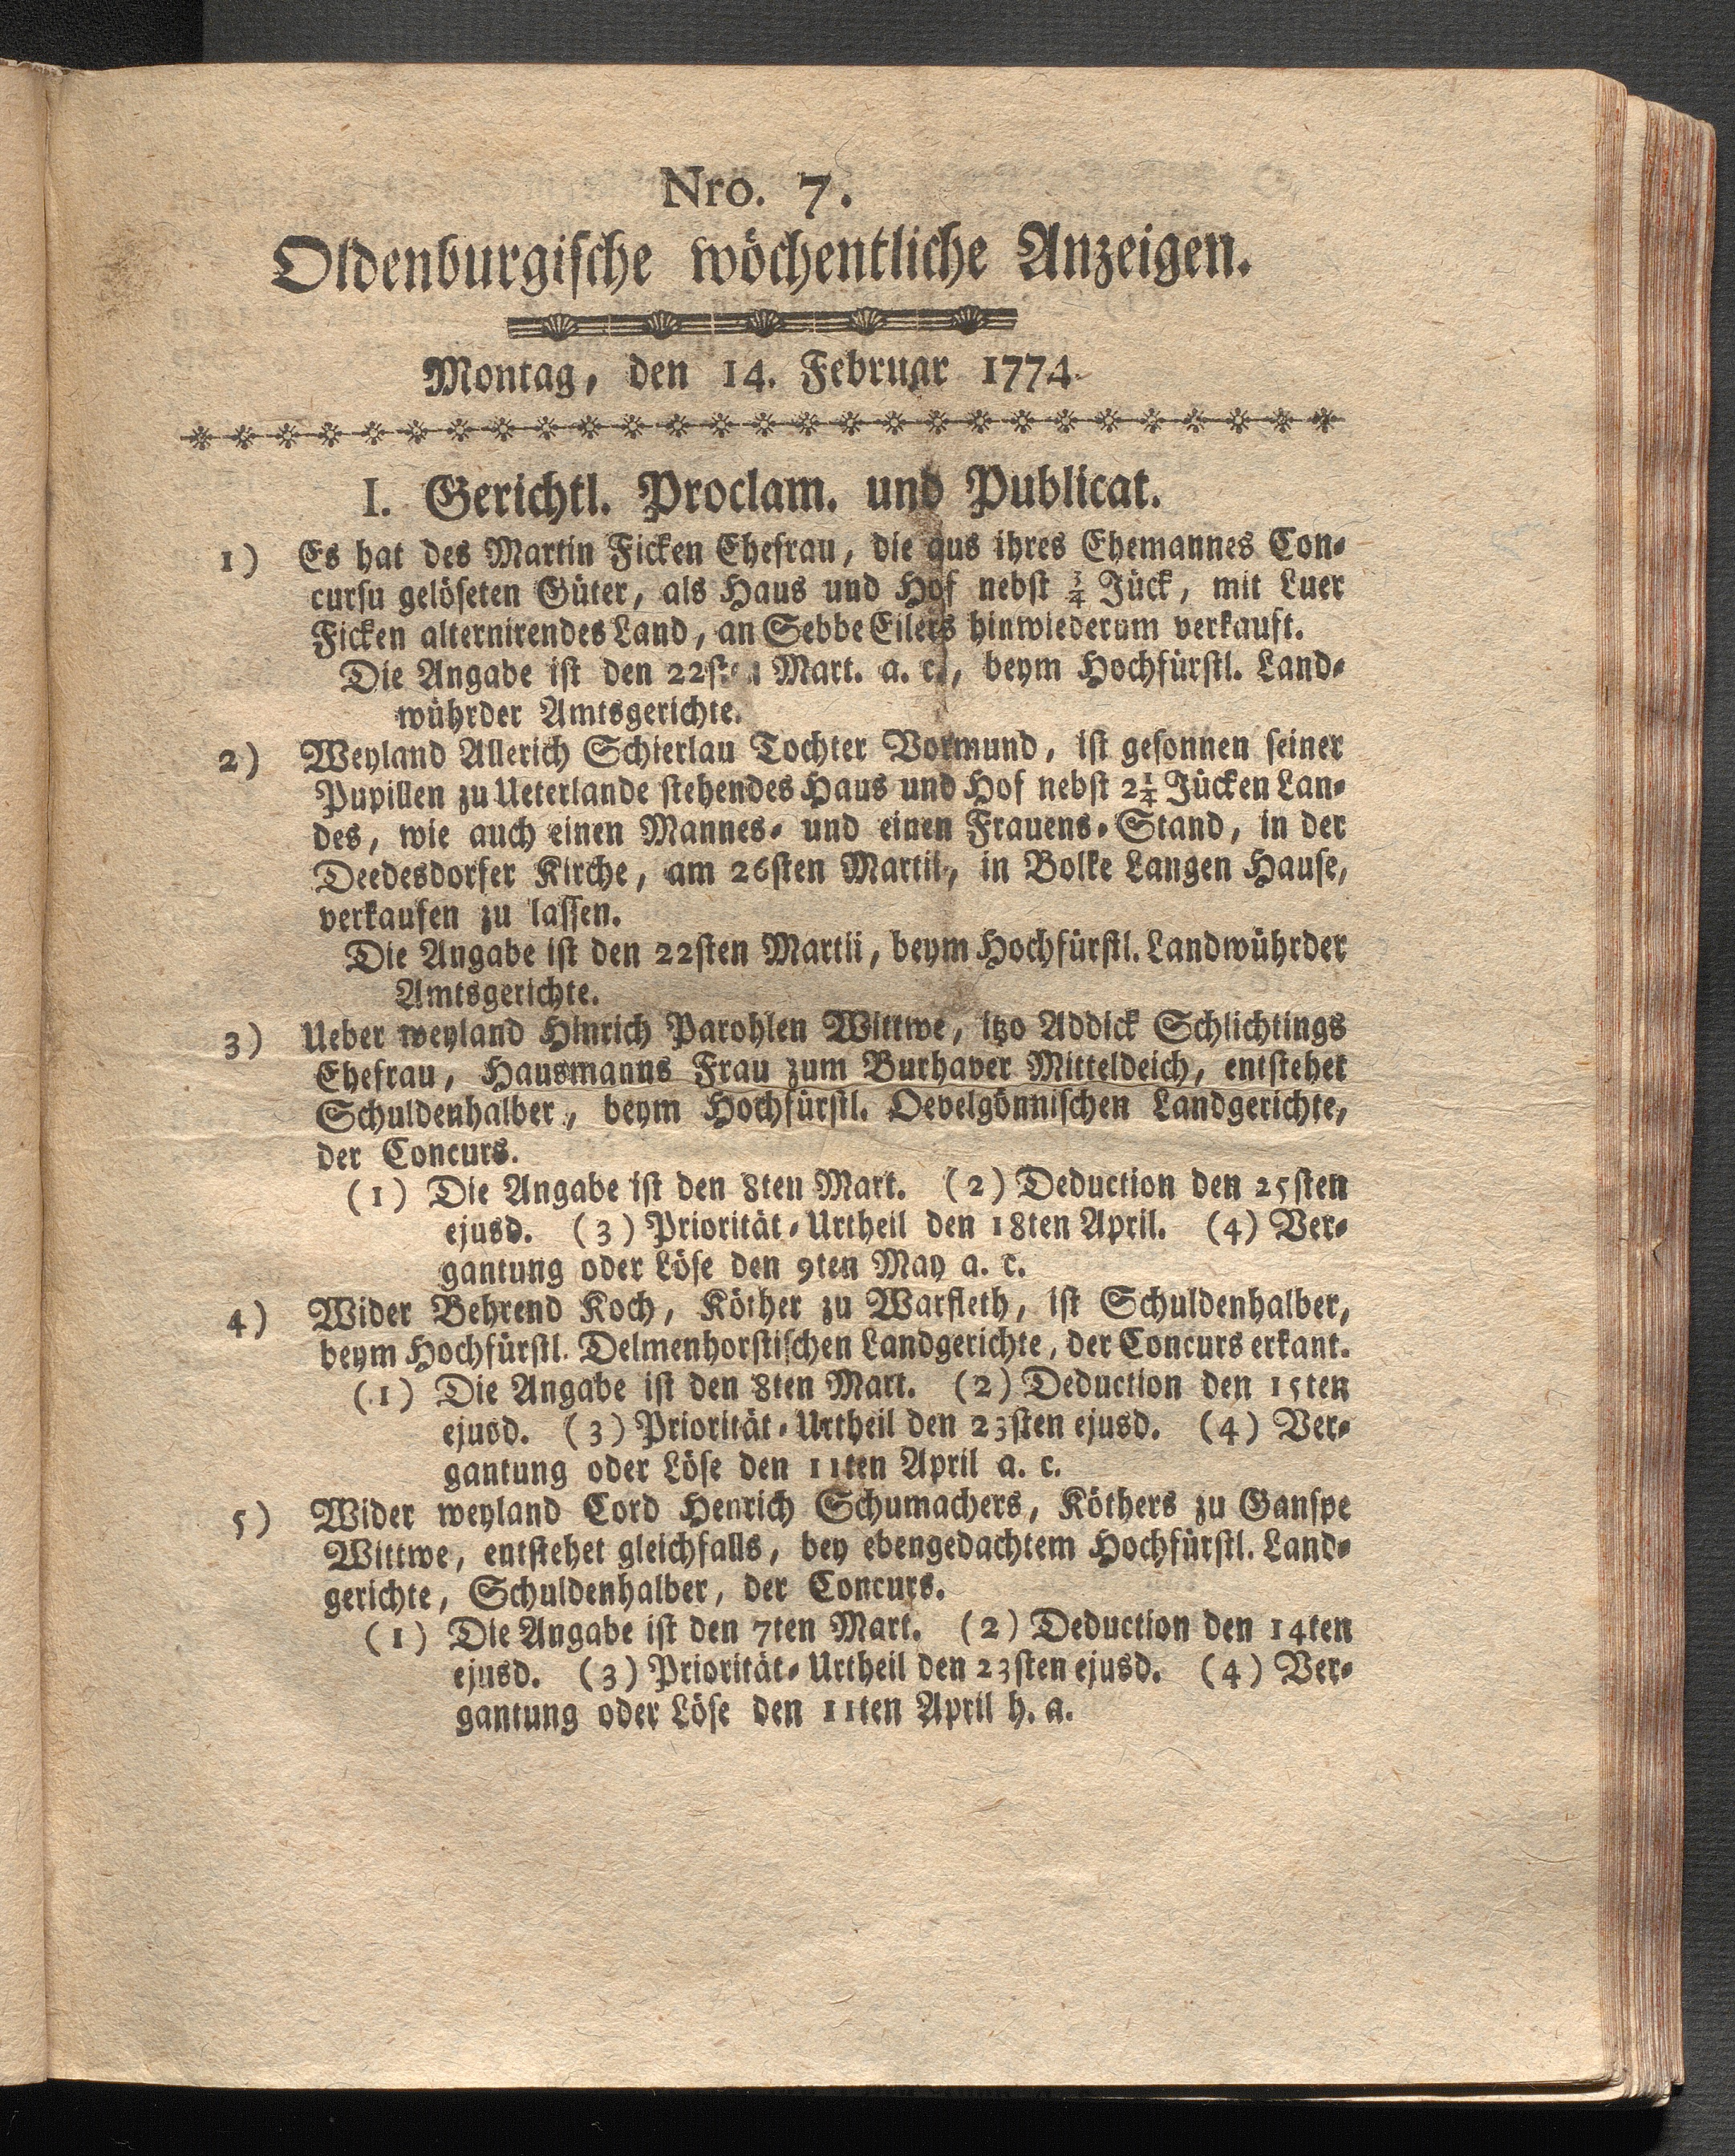 Nro. 7.
Oldenburgische wöchentliche Anzeigen.
Montag, den 14. Februar 1774.
I. Gerichtl. Proclam. und Publicat.
1) Es hat des Martin Ficken Ehefrau, die aus ihres Ehemannes Con-
cursu gelöseten Güter, als Haus und Hof nebst 3/4 Jück, mit Luer
Ficken alternirendes Land, an Sebbe Eilers hinwiederum verkauft.
Die Angabe ist den 22sten Mart. a. c., beym Hochfürstl. Land-
wührder Amtsgerichte.
2) Weyland Allerich Schierlau Tochter Vormund, ist gesonnen seiner
Pupillen zu Ueterlande stehendes Haus und Hof nebst 2 1/4 Jücken Lan-
des, wie auch einen Mannes- und einen Frauens-Stand, in der
Deedesdorfer Kirche, am 26sten Martii, in Bolke Langen Hause,
verkaufen zu lassen.
Die Angabe ist den 22sten Martii, beym Hochfürstl. Landwührder
Amtsgerichte.
3) Ueber weyland Hinrich Parohlen Wittwe, itzo Addick Schlichtings
Ehefrau, Hausmanns Frau zum Burhaver Mitteldeich, entstehet
Schuldenhalber, beym Hochfürstl. Oevelgönnischen Landgerichte,
der Concurs.
(1) Die Angabe ist den 8ten Mart. (2) Deduction den 25sten
ejusd. (3) Priorität-Urtheil den 18ten April. (4) Ver-
gantung oder Löse den 9ten May a. c.
4) Wider Behrend Koch, Köther zu Warfleth, ist Schuldenhalber,
beym Hochfürstl. Delmenhorstischen Landgerichte, der Concurs erkant.
(1) Die Angabe ist den 8ten Mart. (2) Deduction den 15ten
ejusd. (3) Priorität-Urtheil den 23sten ejusd. (4) Ver-
gantung oder Löse den 11ten April a. c.
5) Wider weyland Cord Henrich Schumachers, Köthers zu Ganspe
Wittwe, entstehet gleichfalls, bey ebengedachtem Hochfürstl. Land-
gerichte, Schuldenhalber, der Concurs.
(1) Die Angabe ist den 7ten Mart. (2) Deduction den 14ten
ejusd. (3) Priorität-Urtheil den 23sten ejusd. (4) Ver-
gantung oder Löse den 11ten April h. a.